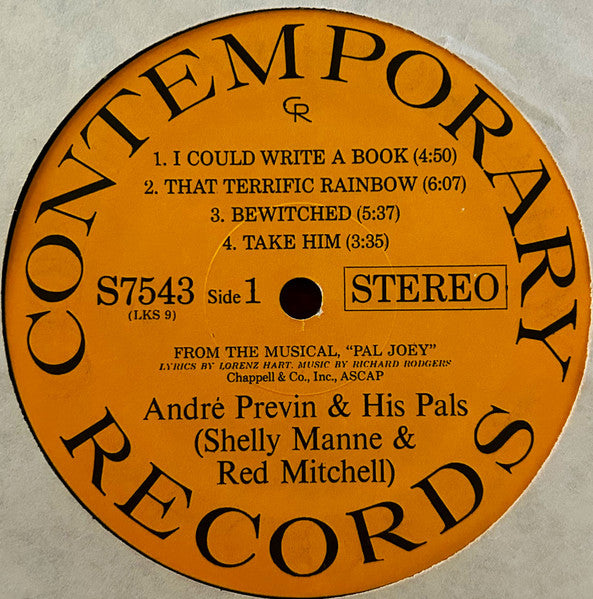 CONTEMPORARY
CR
1. I COULD WRITE A BOOK (4:50)
2. THAT TERRIFIC RAINBOW (6:07)
3. BEWITCHED (5:37)
4. TAKE HIM (3:35)
S7543 Side 1 STEREO
(LKS 9)
FROM THE MUSICAL, “PAL JOEY”
LYRICS BY LORENZ HART. MUSIC BY RICHARD RODGERS
Chappell & Co., Inc., ASCAP
André Previn & His Pals
(Shelly Manne &
Red Mitchell)
RECORDS